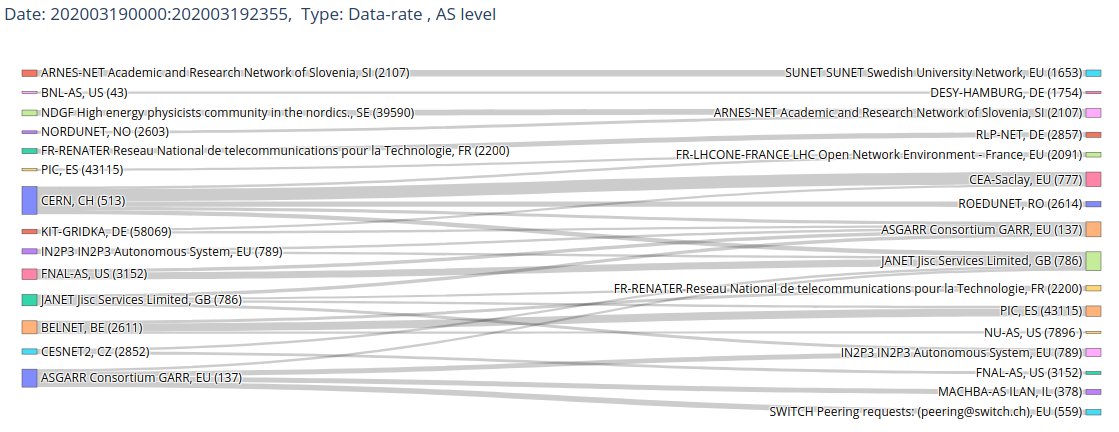 Date: 202003190000:202003192355,  Type: Data-rate , AS level
ARNES-NET Academic and Research Network of Slovenia, SI (2107)
BNL-AS, US (43)
NDGF High energy physicists community in the nordics., SE (39590)
NORDUNET, NO (2603)
FR-RENATER Reseau National de telecommunications pour la Technologie, FR (2200)
PIC, ES (43115)
CERN, CH (513)
KIT-GRIDKA, DE (58069)
IN2P3 IN2P3 Autonomous System, EU (789)
FNAL-AS, US (3152)
JANET Jisc Services Limited, GB (786)
BELNET, BE (2611)
CESNET2, CZ (2852)
ASGARR Consortium GARR, EU (137)
SUNET SUNET Swedish University Network, EU (1653)
DESY-HAMBURG, DE (1754)
ARNES-NET Academic and Research Network of Slovenia, SI (2107)
RLP-NET, DE (2857)
FR-LHCONE-FRANCE LHC Open Network Environment - France, EU (2091)
CEA-Saclay, EU (777)
ROEDUNET, RO (2614)
ASGARR Consortium GARR, EU (137)
JANET Jisc Services Limited, GB (786)
FR-RENATER Reseau National de telecommunications pour la Technologie, FR (2200)
PIC, ES (43115)
NU-AS, US (7896 )
IN2P3 IN2P3 Autonomous System, EU (789)
FNAL-AS, US (3152)
MACHBA-AS ILAN, IL (378)
SWITCH Peering requests: (peering@switch.ch), EU (559)